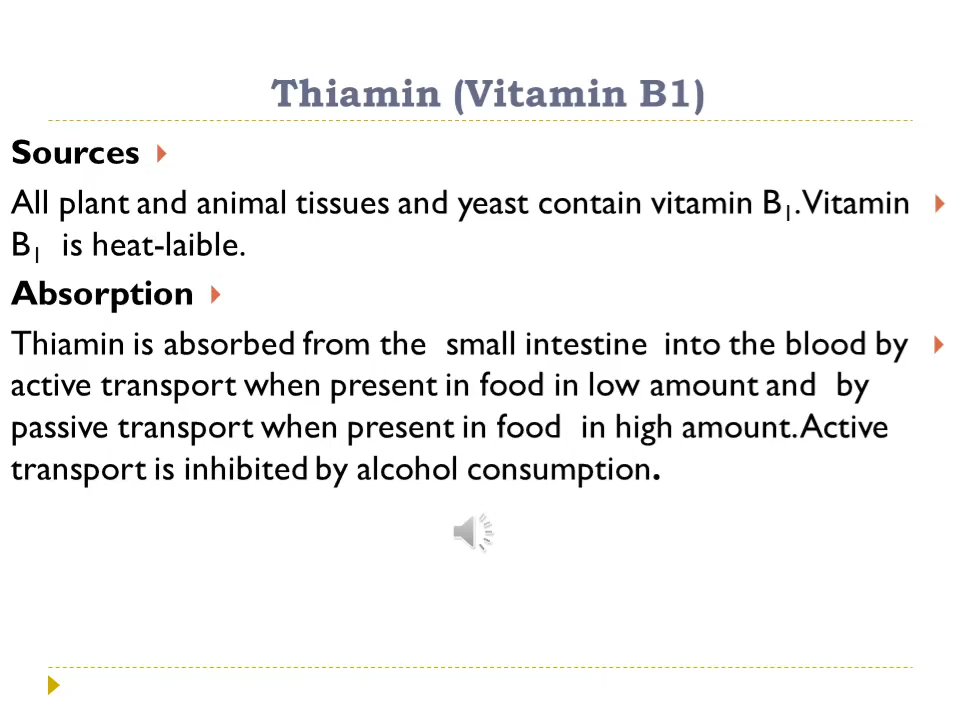 Thiamin (Vitamin B1)
Sources
All plant and animal tissues and yeast contain vitamin B₁. Vitamin
B₁ is heat-laible.
Absorption
Thiamin is absorbed from the small intestine into the blood by
active transport when present in food in low amount and by
passive transport when present in food in high amount. Active
transport is inhibited by alcohol consumption.